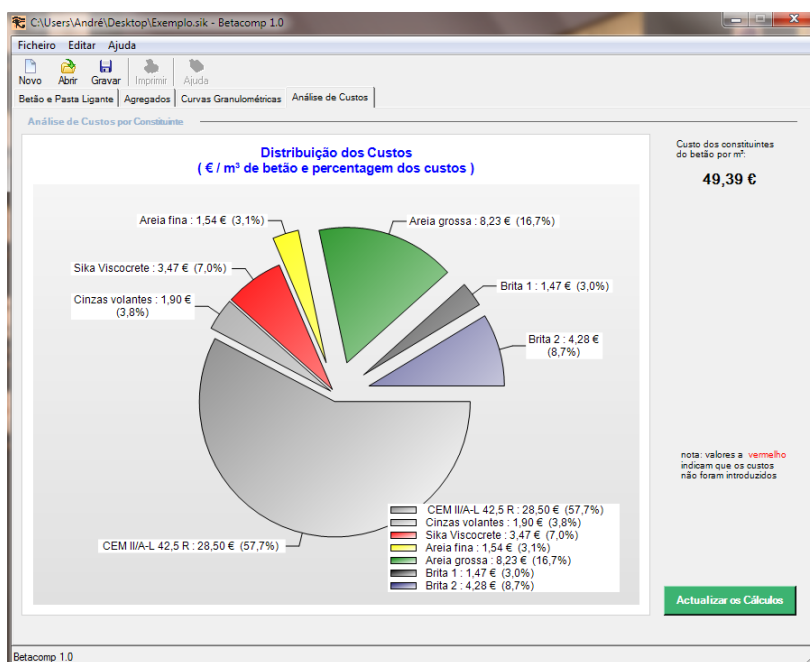 C:\Users\André\Desktop\Exemplo.sik - Betacomp 1.0
Ficheiro Editar Ajuda
Novo Abrir Gravar Imprimir Ajuda
Betão e Pasta Ligante Agregados Curvas Granulométricas Análise de Custos
Análise de Custos por Constituinte
Distribuição dos Custos
( € / m³ de betão e percentagem dos custos )
Custo dos constituintes
do betão por m³:
49,39 €
Areia fina : 1,54 € (3,1%)
Areia grossa : 8,23 € (16,7%)
Sika Viscocrete : 3,47 € (7,0%)
Brita 1 : 1,47 € (3,0%)
Cinzas volantes : 1,90 €
(3,8%)
Brita 2 : 4,28 €
(8,7%)
CEM II/A-L 42,5 R : 28,50 € (57,7%)
nota: valores a vermelho
indicam que os custos
não foram introduzidos
CEM II/A-L 42,5 R : 28,50 € (57,7%)
Cinzas volantes : 1,90 € (3,8%)
Sika Viscocrete : 3,47 € (7,0%)
Areia fina : 1,54 € (3,1%)
Areia grossa : 8,23 € (16,7%)
Brita 1 : 1,47 € (3,0%)
Brita 2 : 4,28 € (8,7%)
Actualizar os Cálculos
Betacomp 1.0